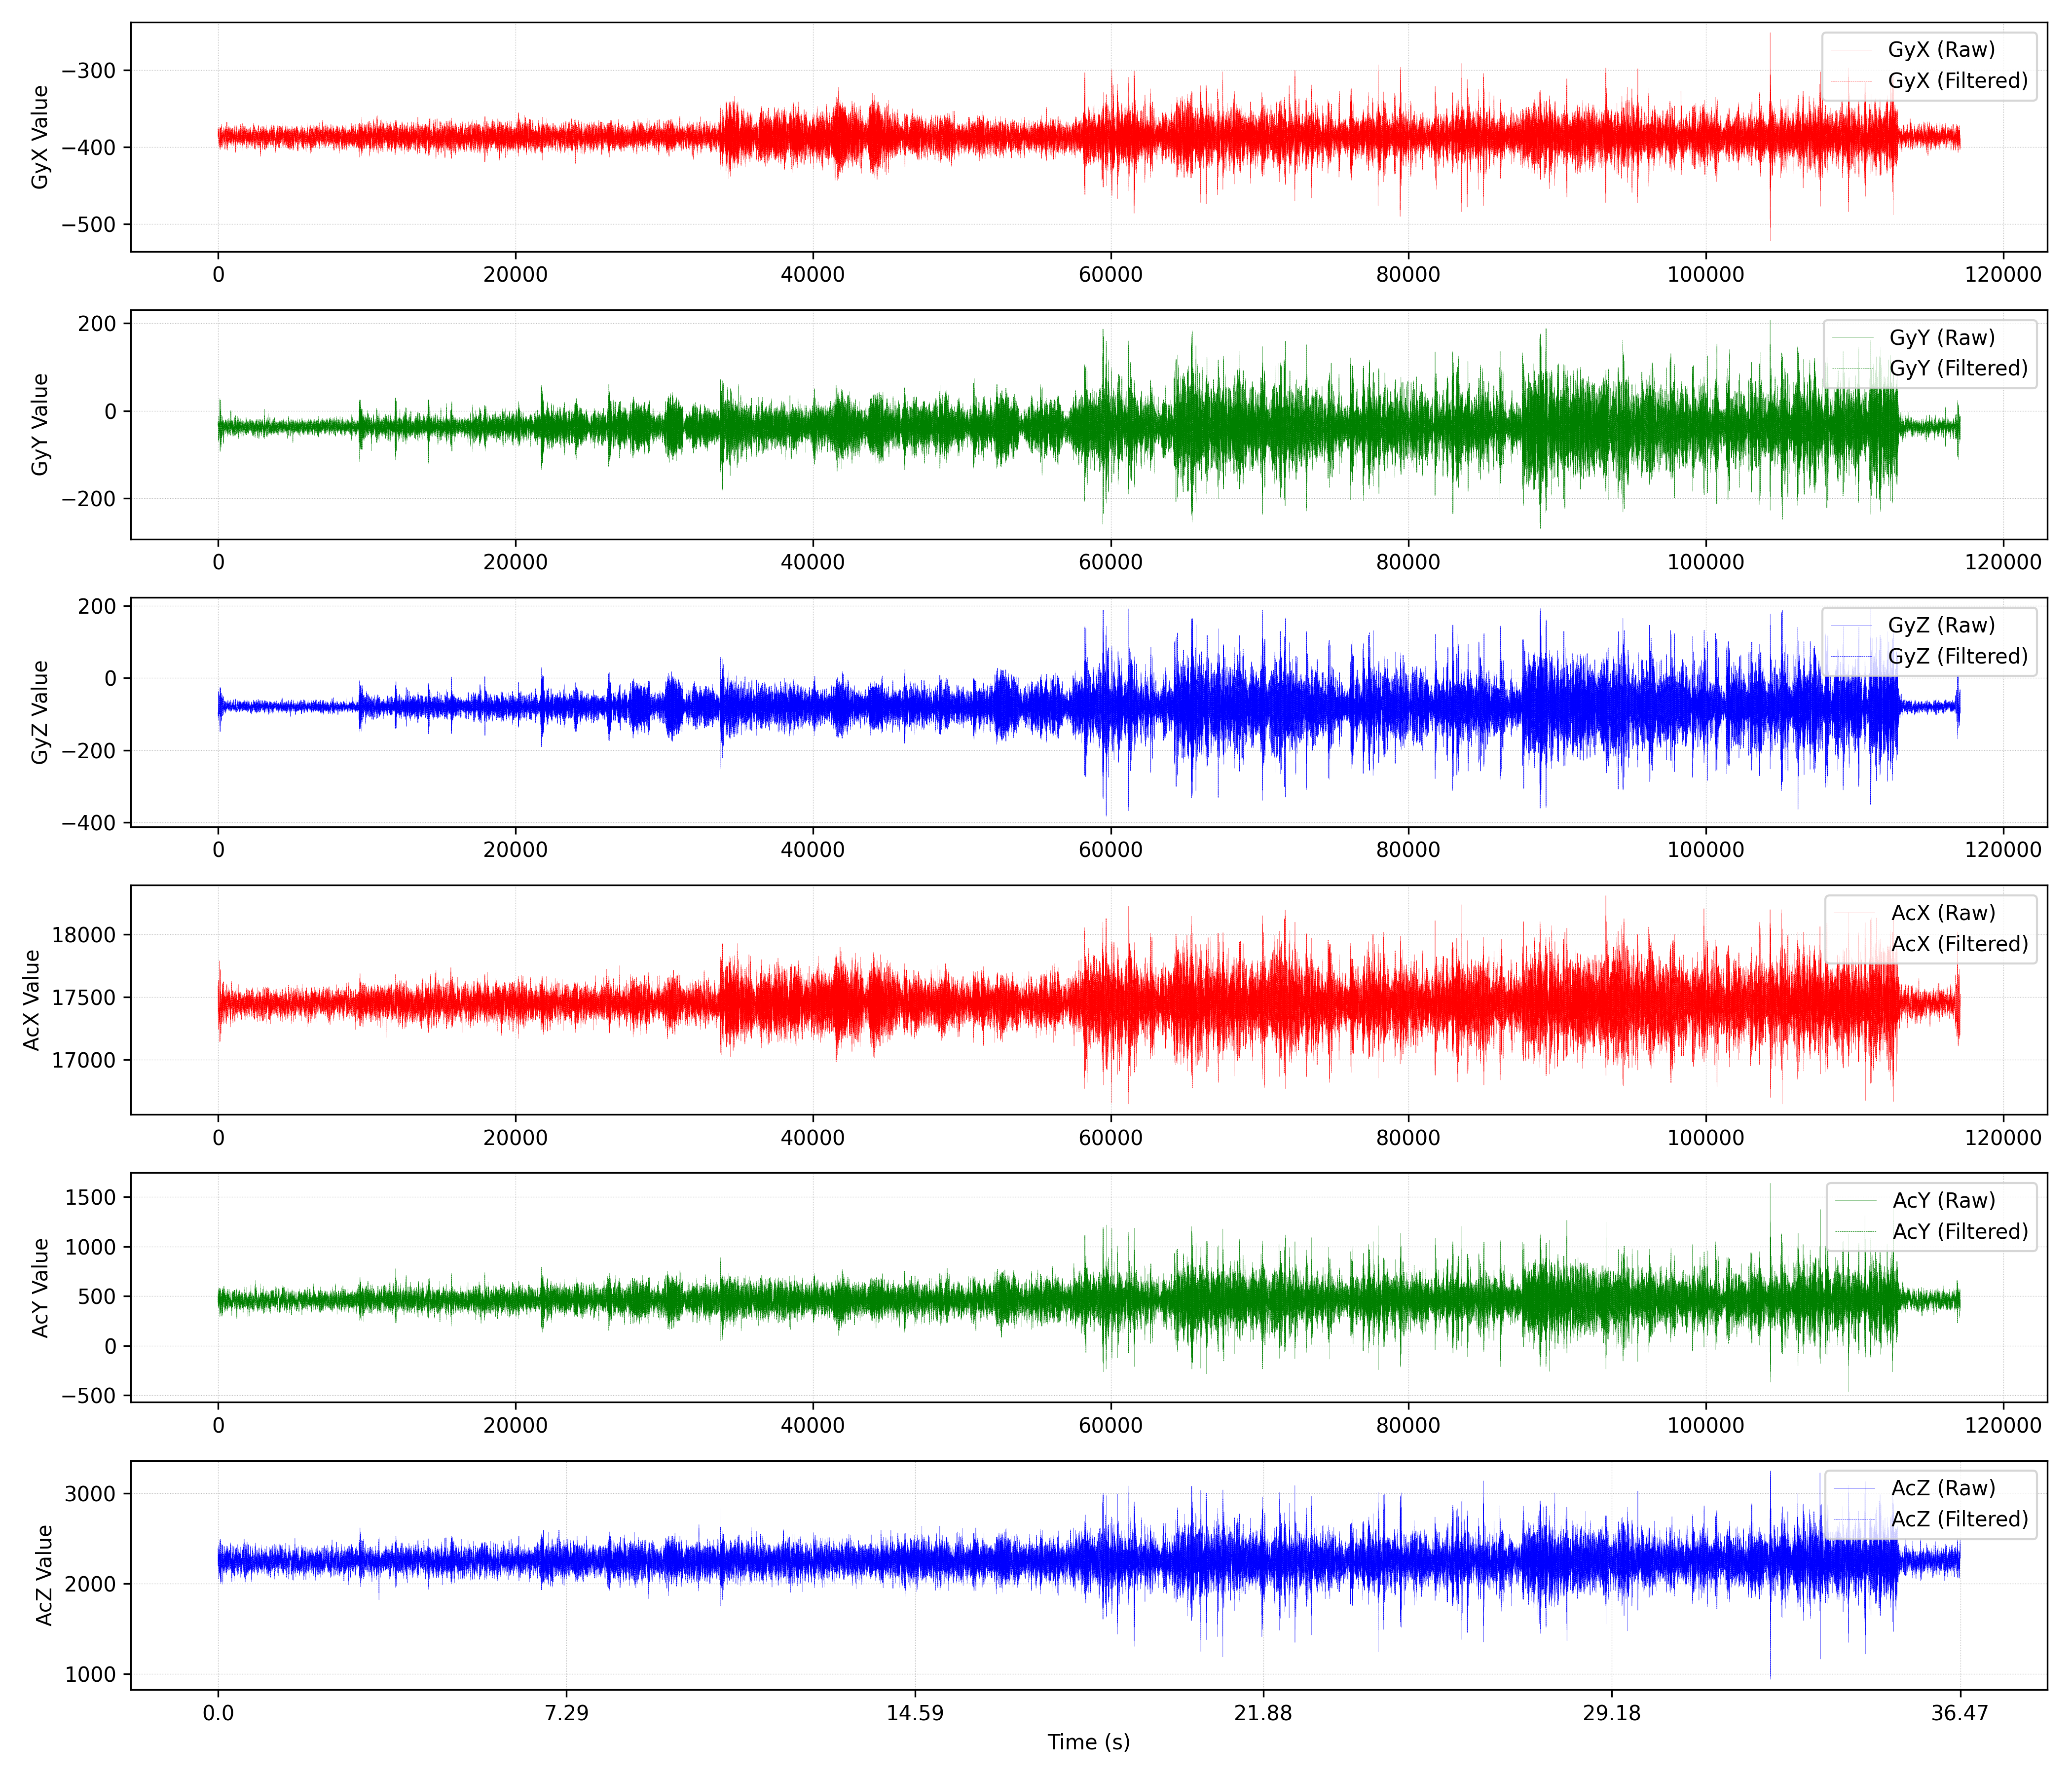 GyX Value
−300
−400
−500
GyX (Raw)
GyX (Filtered)
0 20000 40000 60000 80000 100000 120000
GyY Value
200
0
−200
GyY (Raw)
GyY (Filtered)
0 20000 40000 60000 80000 100000 120000
GyZ Value
200
0
−200
−400
GyZ (Raw)
GyZ (Filtered)
0 20000 40000 60000 80000 100000 120000
AcX Value
18000
17500
17000
AcX (Raw)
AcX (Filtered)
0 20000 40000 60000 80000 100000 120000
AcY Value
1500
1000
500
0
−500
AcY (Raw)
AcY (Filtered)
0 20000 40000 60000 80000 100000 120000
AcZ Value
3000
2000
1000
AcZ (Raw)
AcZ (Filtered)
0.0 7.29 14.59 21.88 29.18 36.47
Time (s)